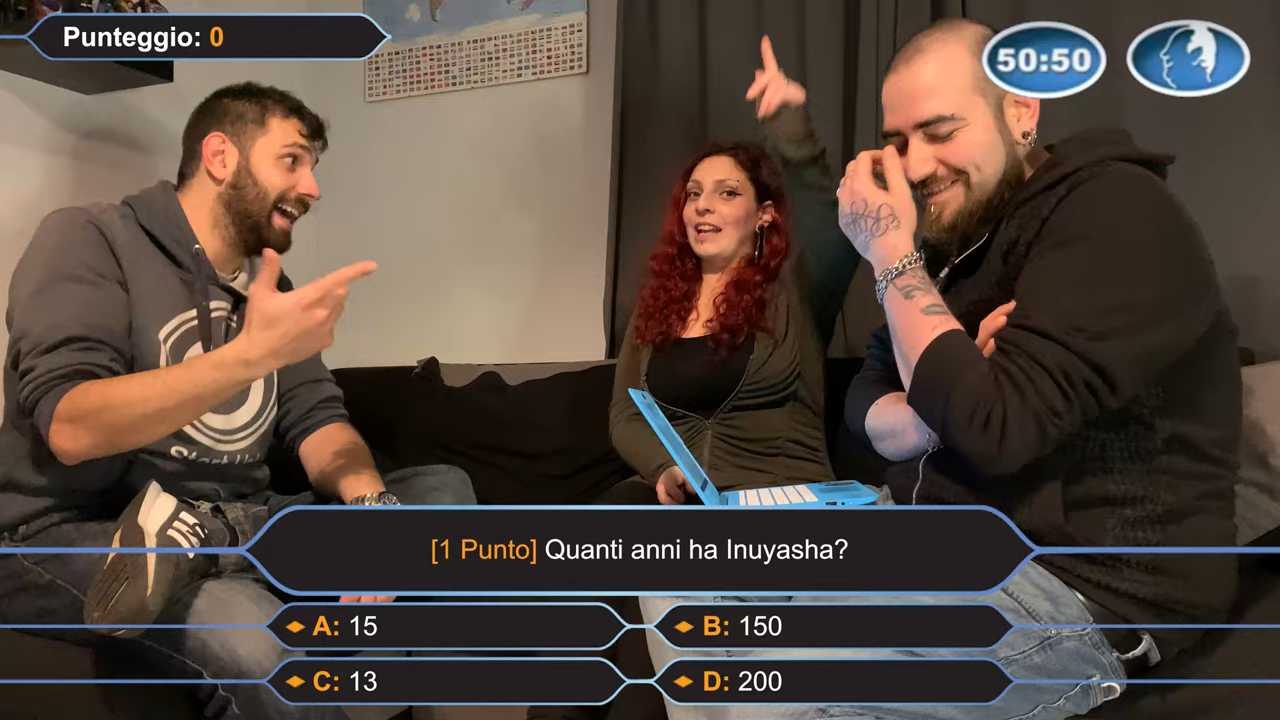 Punteggio: 0
50:50
[1 Punto] Quanti anni ha Inuyasha?
A: 15
B: 150
C: 13
D: 200